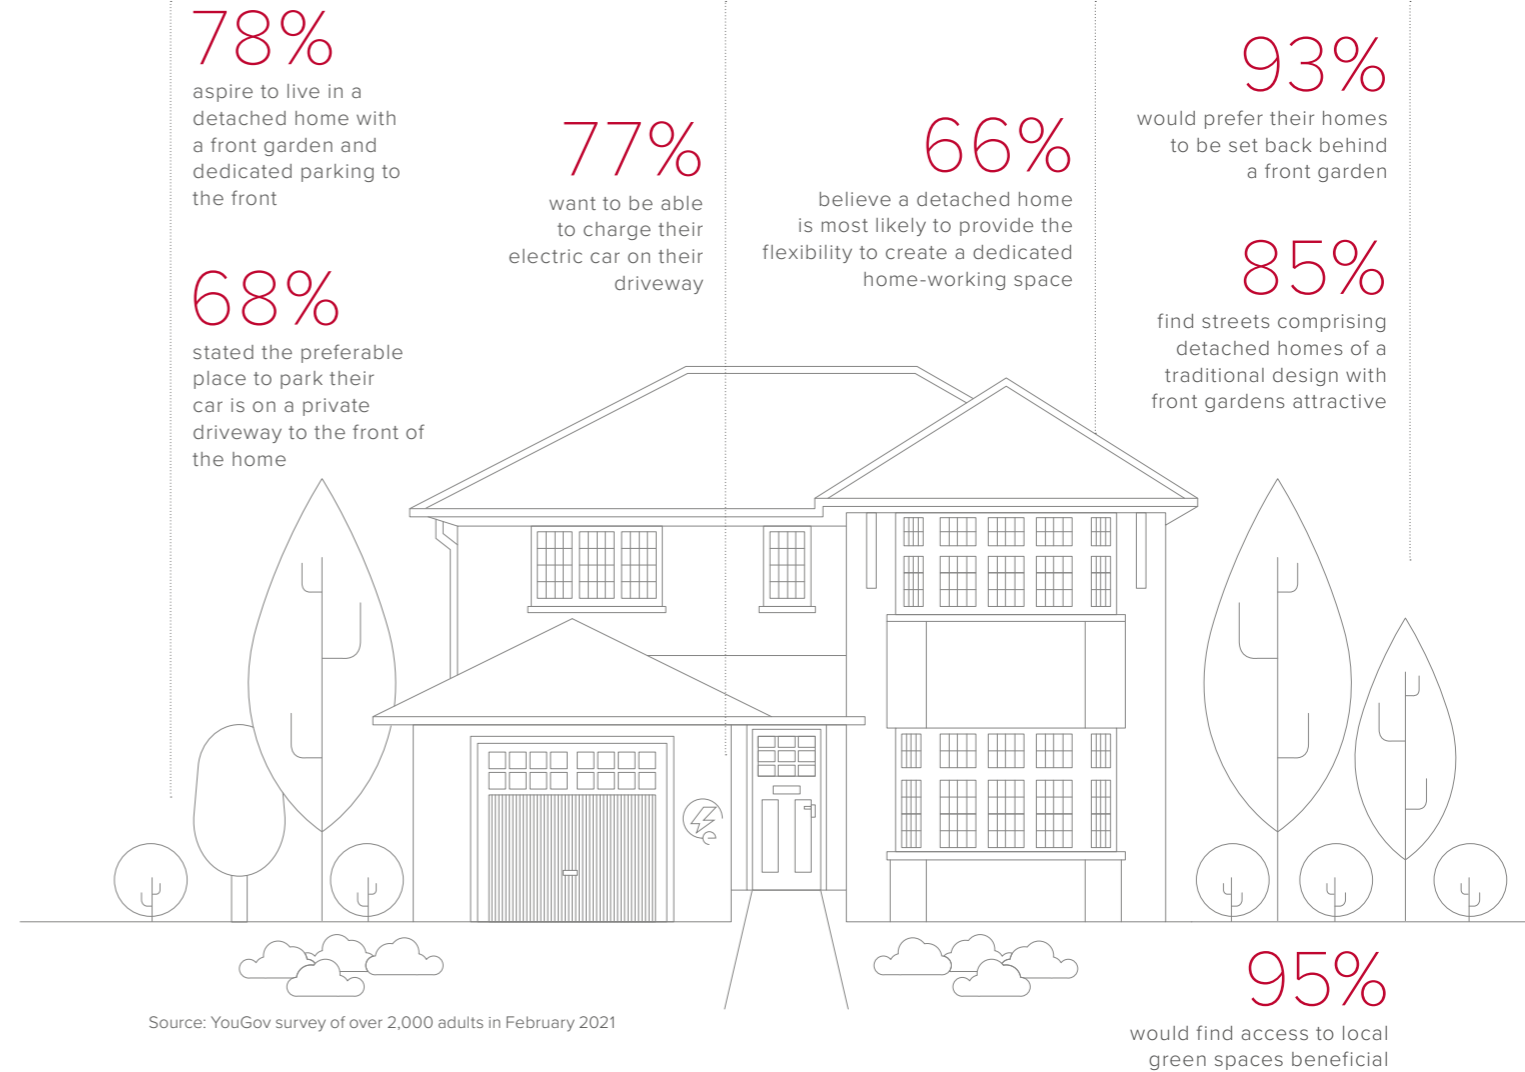 78%
aspire to live in a
detached home with
a front garden and
dedicated parking to
the front
68%
stated the preferable
place to park their
car is on a private
driveway to the front of
the home
77%
want to be able
to charge their
electric car on their
driveway
66%
believe a detached home
is most likely to provide the
flexibility to create a dedicated
home-working space
93%
would prefer their homes
to be set back behind
a front garden
85%
find streets comprising
detached homes of a
traditional design with
front gardens attractive
e
95%
would find access to local
green spaces beneficial
Source: YouGov survey of over 2,000 adults in February 2021